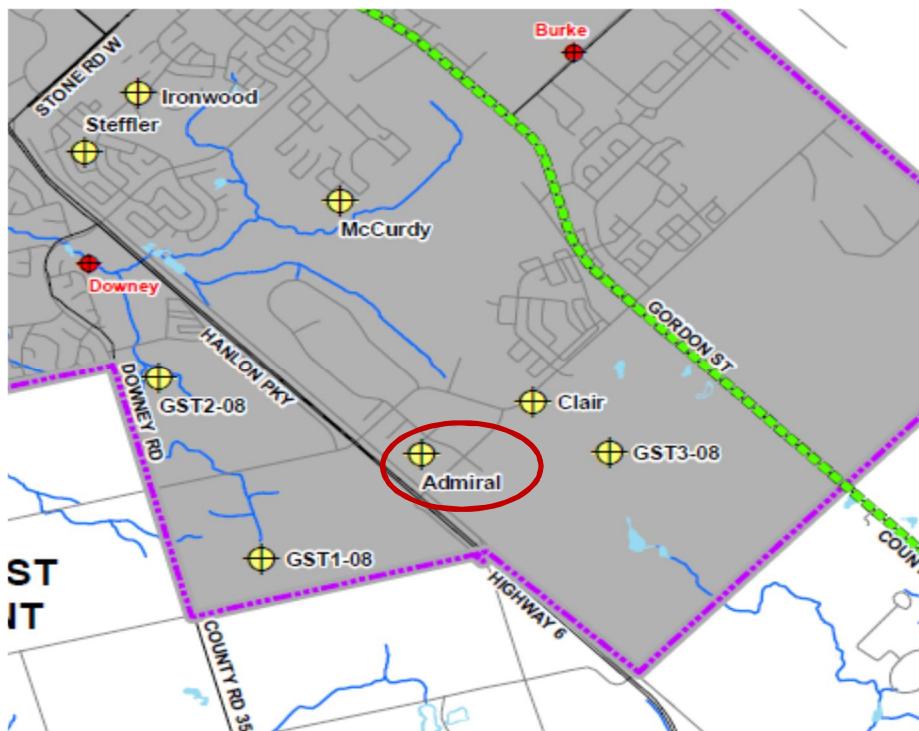 Burke
STONE RD W
Ironwood
Steffler
McCurdy
Downey
HANLON PKY
GORDON ST
DOWNEY RD
GST2-08
Clair
GST3-08
Admiral
GST1-08
COUNT
ST
NT
HIGHWAY 6
COUNTY RD 35